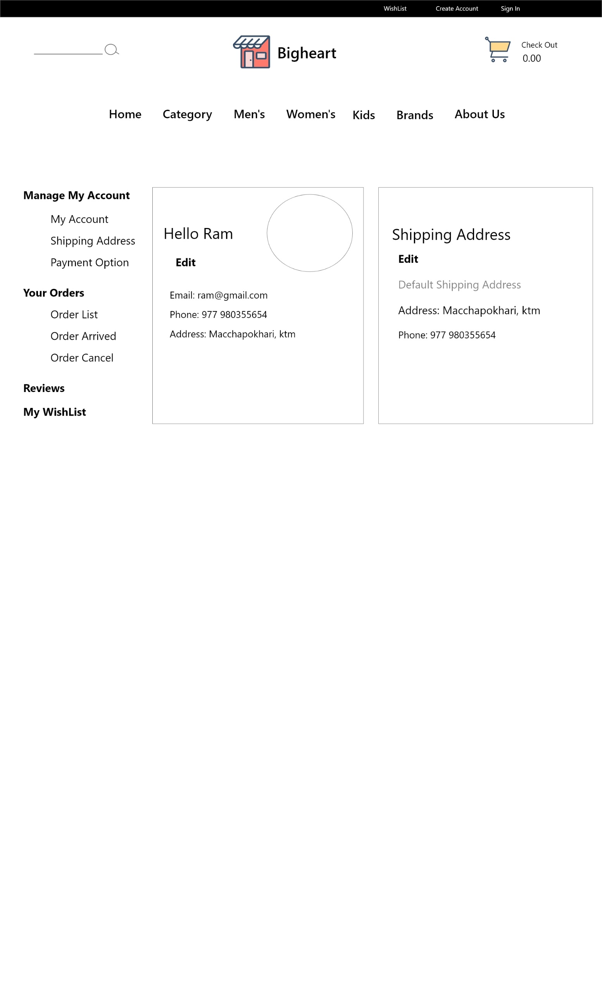 WishList Create Account Sign In
Bigheart
Check Out
0.00
Home Category Men's Women's Kids Brands About Us
Manage My Account
My Account
Shipping Address
Payment Option
Your Orders
Order List
Order Arrived
Order Cancel
Reviews
My WishList
Hello Ram
Edit
Email: ram@gmail.com
Phone: 977 980355654
Address: Macchapokhari, ktm
Shipping Address
Edit
Default Shipping Address
Address: Macchapokhari, ktm
Phone: 977 980355654